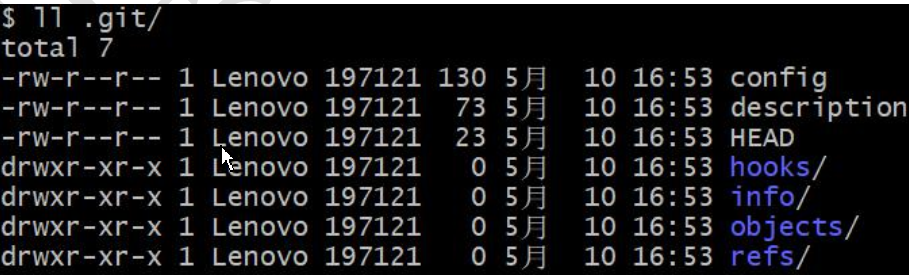 $ ll .git/
total 7
-rw-r--r-- 1 Lenovo 197121 130 5月  10 16:53 config
-rw-r--r-- 1 Lenovo 197121  73 5月  10 16:53 description
-rw-r--r-- 1 Lenovo 197121  23 5月  10 16:53 HEAD
drwxr-xr-x 1 Lenovo 197121   0 5月  10 16:53 hooks/
drwxr-xr-x 1 Lenovo 197121   0 5月  10 16:53 info/
drwxr-xr-x 1 Lenovo 197121   0 5月  10 16:53 objects/
drwxr-xr-x 1 Lenovo 197121   0 5月  10 16:53 refs/